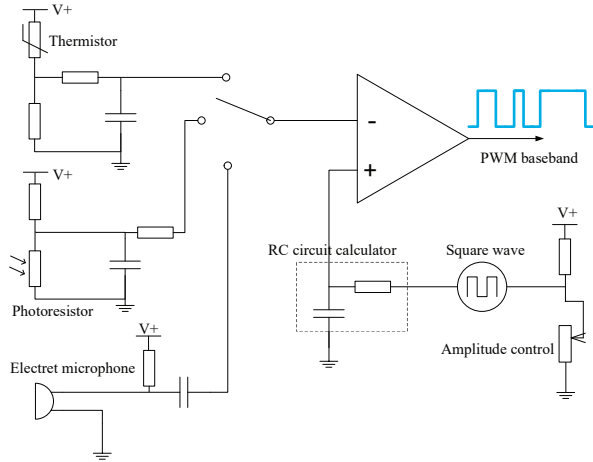 V+
Thermistor
V+
Photoresistor
V+
Electret microphone
-
+
PWM baseband
RC circuit calculator
Square wave
V+
Amplitude control